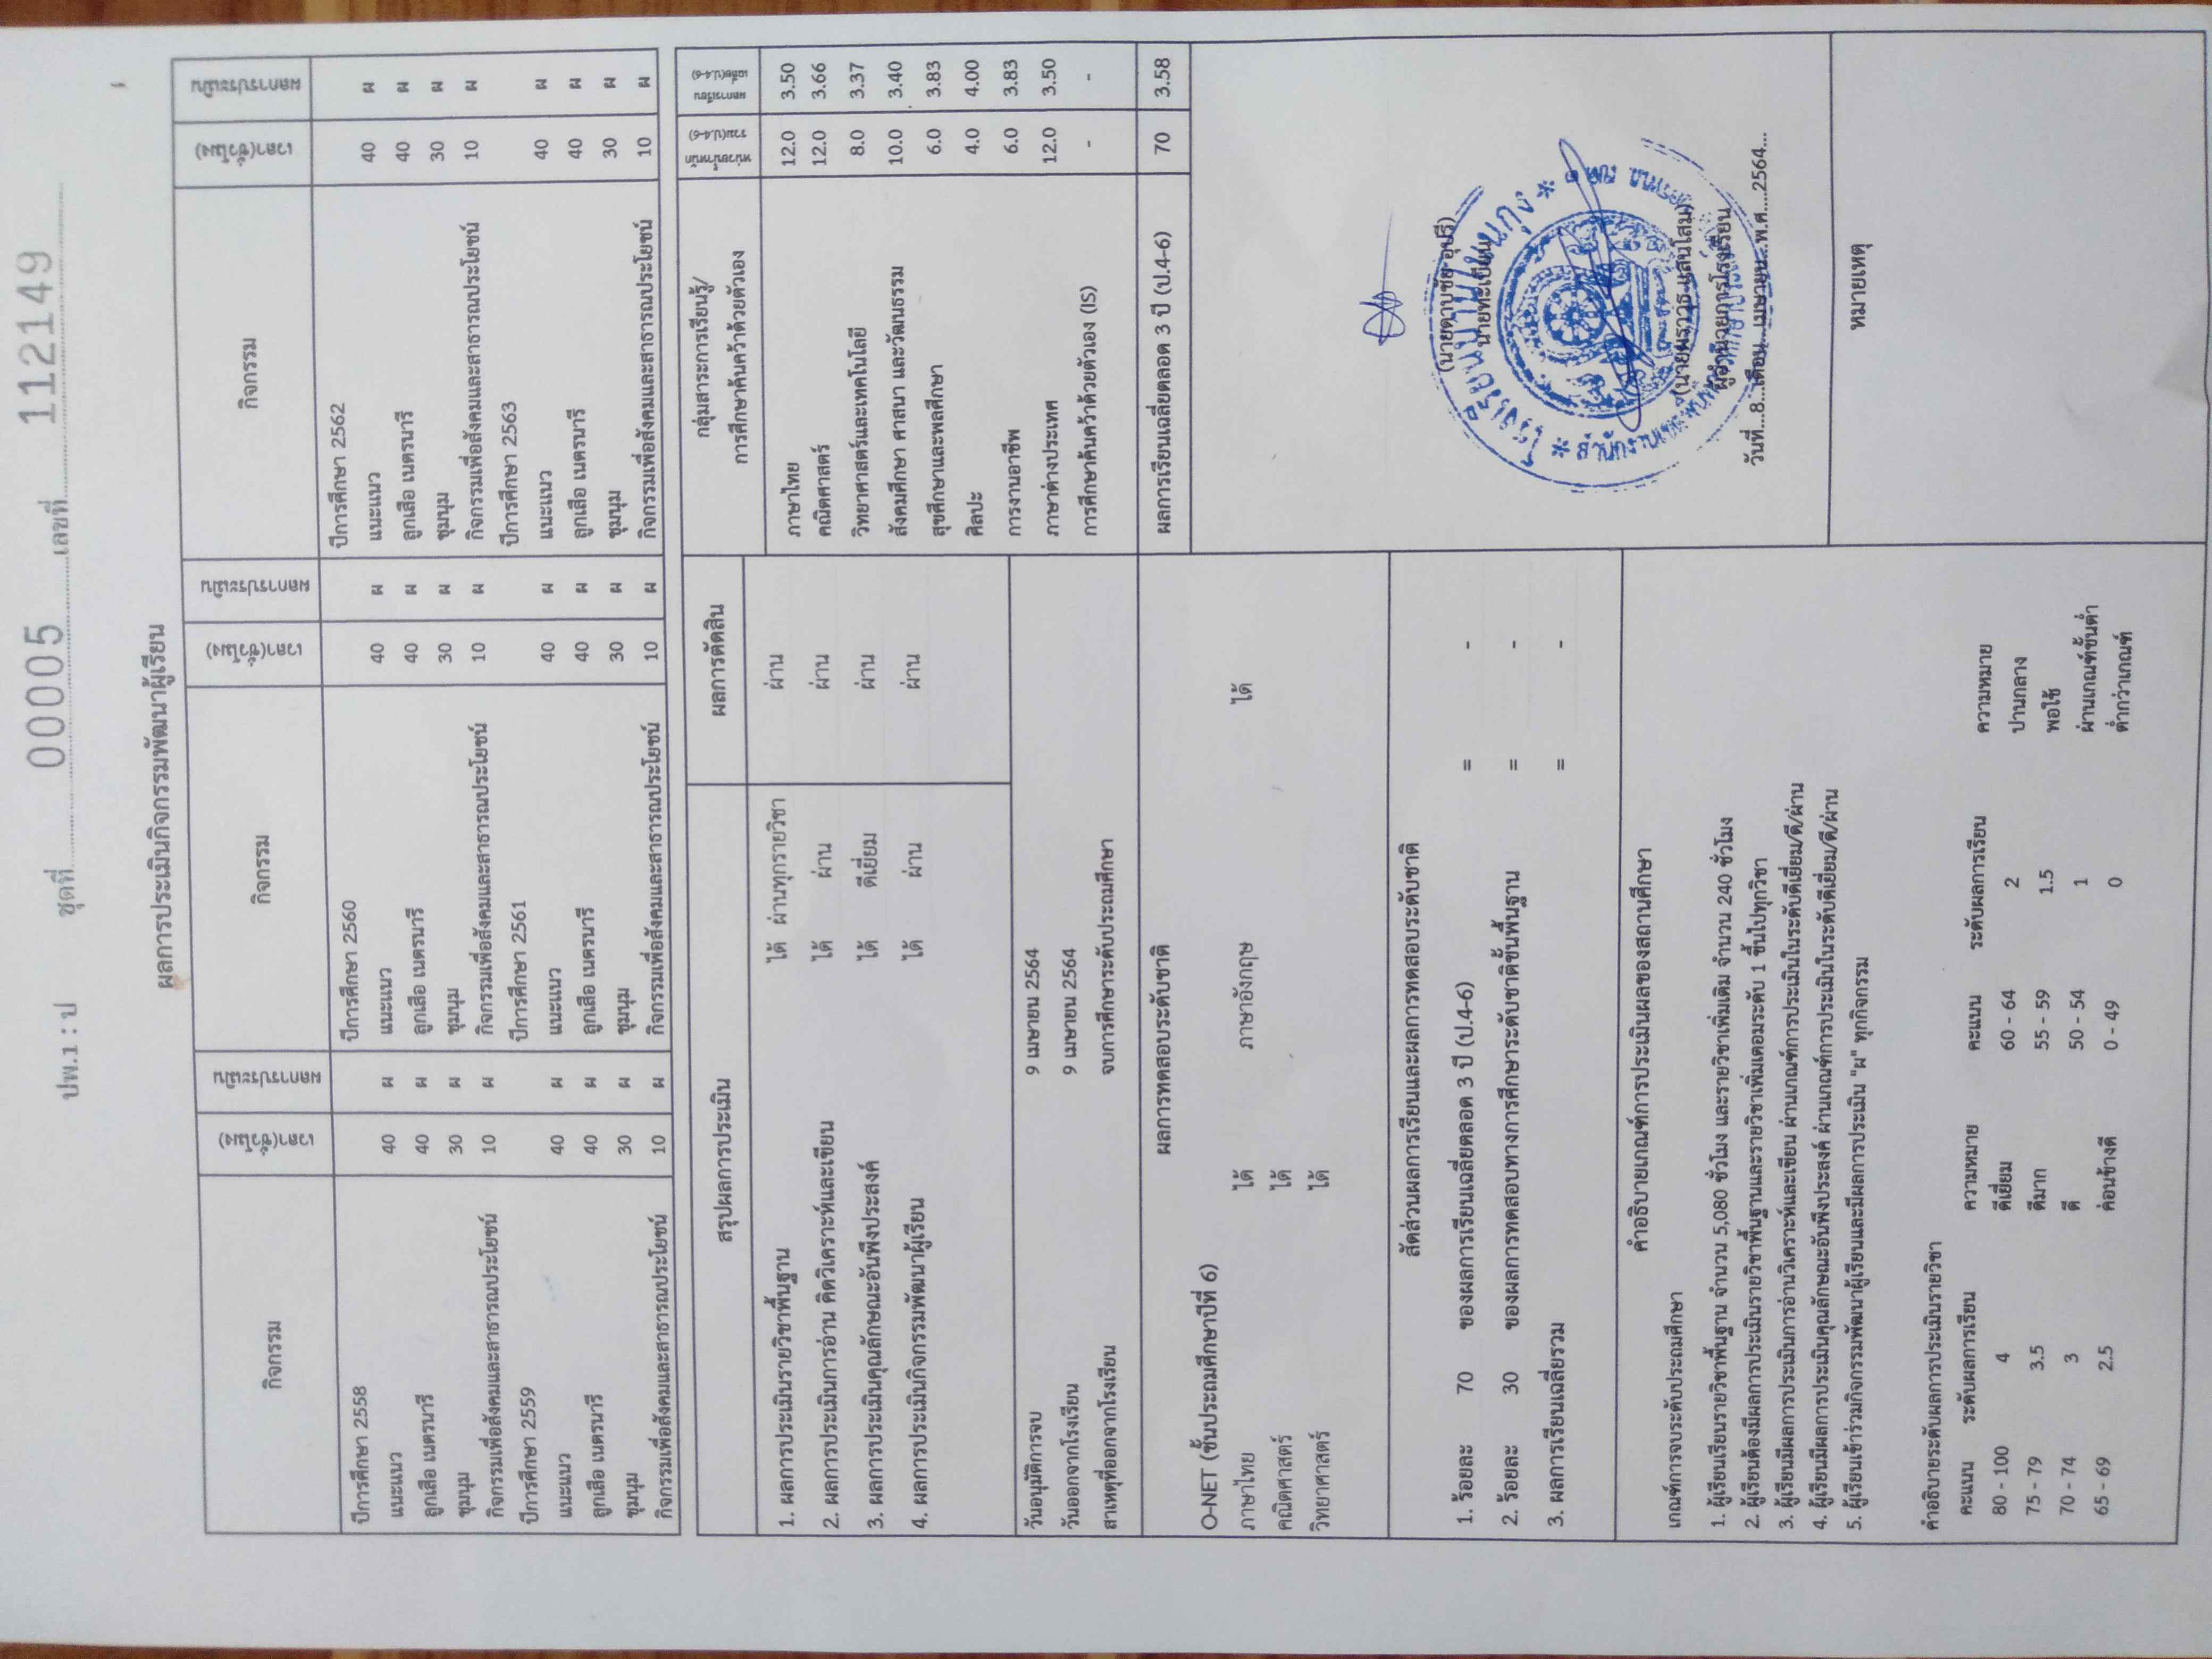 ปพ.1 : ป ชุดที่ 00005 เลขที่ 1121149
ผลการประเมินกิจกรรมพัฒนาผู้เรียน
กิจกรรม เวลา(ชั่วโมง) ผลการประเมิน กิจกรรม เวลา(ชั่วโมง) ผลการประเมิน กิจกรรม เวลา(ชั่วโมง) ผลการประเมิน
ปีการศึกษา 2558 ปีการศึกษา 2560 ปีการศึกษา 2562
แนะแนว 40 ผ แนะแนว 40 ผ แนะแนว 40 ผ
ลูกเสือ เนตรนารี 40 ผ ลูกเสือ เนตรนารี 40 ผ ลูกเสือ เนตรนารี 40 ผ
ชุมนุม 30 ผ ชุมนุม 30 ผ ชุมนุม 30 ผ
กิจกรรมเพื่อสังคมและสาธารณประโยชน์ 10 ผ กิจกรรมเพื่อสังคมและสาธารณประโยชน์ 10 ผ กิจกรรมเพื่อสังคมและสาธารณประโยชน์ 10 ผ
ปีการศึกษา 2559 ปีการศึกษา 2561 ปีการศึกษา 2563
แนะแนว 40 ผ แนะแนว 40 ผ แนะแนว 40 ผ
ลูกเสือ เนตรนารี 40 ผ ลูกเสือ เนตรนารี 40 ผ ลูกเสือ เนตรนารี 40 ผ
ชุมนุม 30 ผ ชุมนุม 30 ผ ชุมนุม 30 ผ
กิจกรรมเพื่อสังคมและสาธารณประโยชน์ 10 ผ กิจกรรมเพื่อสังคมและสาธารณประโยชน์ 10 ผ กิจกรรมเพื่อสังคมและสาธารณประโยชน์ 10 ผ
สรุปผลการประเมิน ผลการตัดสิน
1. ผลการประเมินรายวิชาพื้นฐาน ได้ ผ่านทุกรายวิชา ผ่าน
2. ผลการประเมินการอ่าน คิดวิเคราะห์และเขียน ได้ ผ่าน ผ่าน
3. ผลการประเมินคุณลักษณะอันพึงประสงค์ ได้ ดีเยี่ยม ผ่าน
4. ผลการประเมินกิจกรรมพัฒนาผู้เรียน ได้ ผ่าน ผ่าน
วันอนุมัติการจบ 9 เมษายน 2564
วันออกจากโรงเรียน 9 เมษายน 2564
สาเหตุที่ออกจากโรงเรียน จบการศึกษาระดับประถมศึกษา
ผลการทดสอบระดับชาติ
O-NET (ชั้นประถมศึกษาปีที่ 6)
ภาษาไทย ได้ ภาษาอังกฤษ ได้
คณิตศาสตร์ ได้
วิทยาศาสตร์ ได้
สัดส่วนผลการเรียนและผลการทดสอบระดับชาติ
1. ร้อยละ 70 ของผลการเรียนเฉลี่ยตลอด 3 ปี (ป.4-6) = -
2. ร้อยละ 30 ของผลการทดสอบทางการศึกษาระดับชาติขั้นพื้นฐาน = -
3. ผลการเรียนเฉลี่ยรวม = -
คำอธิบายเกณฑ์การประเมินผลของสถานศึกษา
เกณฑ์การจบระดับประถมศึกษา
1. ผู้เรียนเรียนรายวิชาพื้นฐาน จำนวน 5,080 ชั่วโมง และรายวิชาเพิ่มเติม จำนวน 240 ชั่วโมง
2. ผู้เรียนต้องมีผลการประเมินรายวิชาพื้นฐานและรายวิชาเพิ่มเตอมระดับ 1 ขึ้นไปทุกวิชา
3. ผู้เรียนมีผลการประเมินการอ่านวิเคราะห์และเขียน ผ่านเกณฑ์การประเมินในระดับดีเยี่ยม/ดี/ผ่าน
4. ผู้เรียนมีผลการประเมินคุณลักษณะอันพึงประสงค์ ผ่านเกณฑ์การประเมินในระดับดีเยี่ยม/ดี/ผ่าน
5. ผู้เรียนเข้าร่วมกิจกรรมพัฒนาผู้เรียนและมีผลการประเมิน "ผ" ทุกกิจกรรม
คำอธิบายระดับผลการประเมินรายวิชา
คะแนน ระดับผลการเรียน ความหมาย คะแนน ระดับผลการเรียน ความหมาย
80 - 100 4 ดีเยี่ยม 60 - 64 2 ปานกลาง
75 - 79 3.5 ดีมาก 55 - 59 1.5 พอใช้
70 - 74 3 ดี 50 - 54 1 ผ่านเกณฑ์ขั้นต่ำ
65 - 69 2.5 ค่อนข้างดี 0 - 49 0 ต่ำกว่าเกณฑ์
กลุ่มสาระการเรียนรู้/ หน่วยน้ำหนัก ผลการเรียน
การศึกษาค้นคว้าด้วยตัวเอง รวม(ป.4-6) เฉลี่ย(ป.4-6)
ภาษาไทย 12.0 3.50
คณิตศาสตร์ 12.0 3.66
วิทยาศาสตร์และเทคโนโลยี 8.0 3.37
สังคมศึกษา ศาสนา และวัฒนธรรม 10.0 3.40
สุขศึกษาและพลศึกษา 6.0 3.83
ศิลปะ 4.0 4.00
การงานอาชีพ 6.0 3.83
ภาษาต่างประเทศ 12.0 3.50
การศึกษาค้นคว้าด้วยตัวเอง (IS) - -
ผลการเรียนเฉลี่ยตลอด 3 ปี (ป.4-6) 70 3.58
นายทะเบียน
ผู้อำนวยการโรงเรียน
วันที่...8...เดือน...เมษายน...พ.ศ....2564...
หมายเหตุ